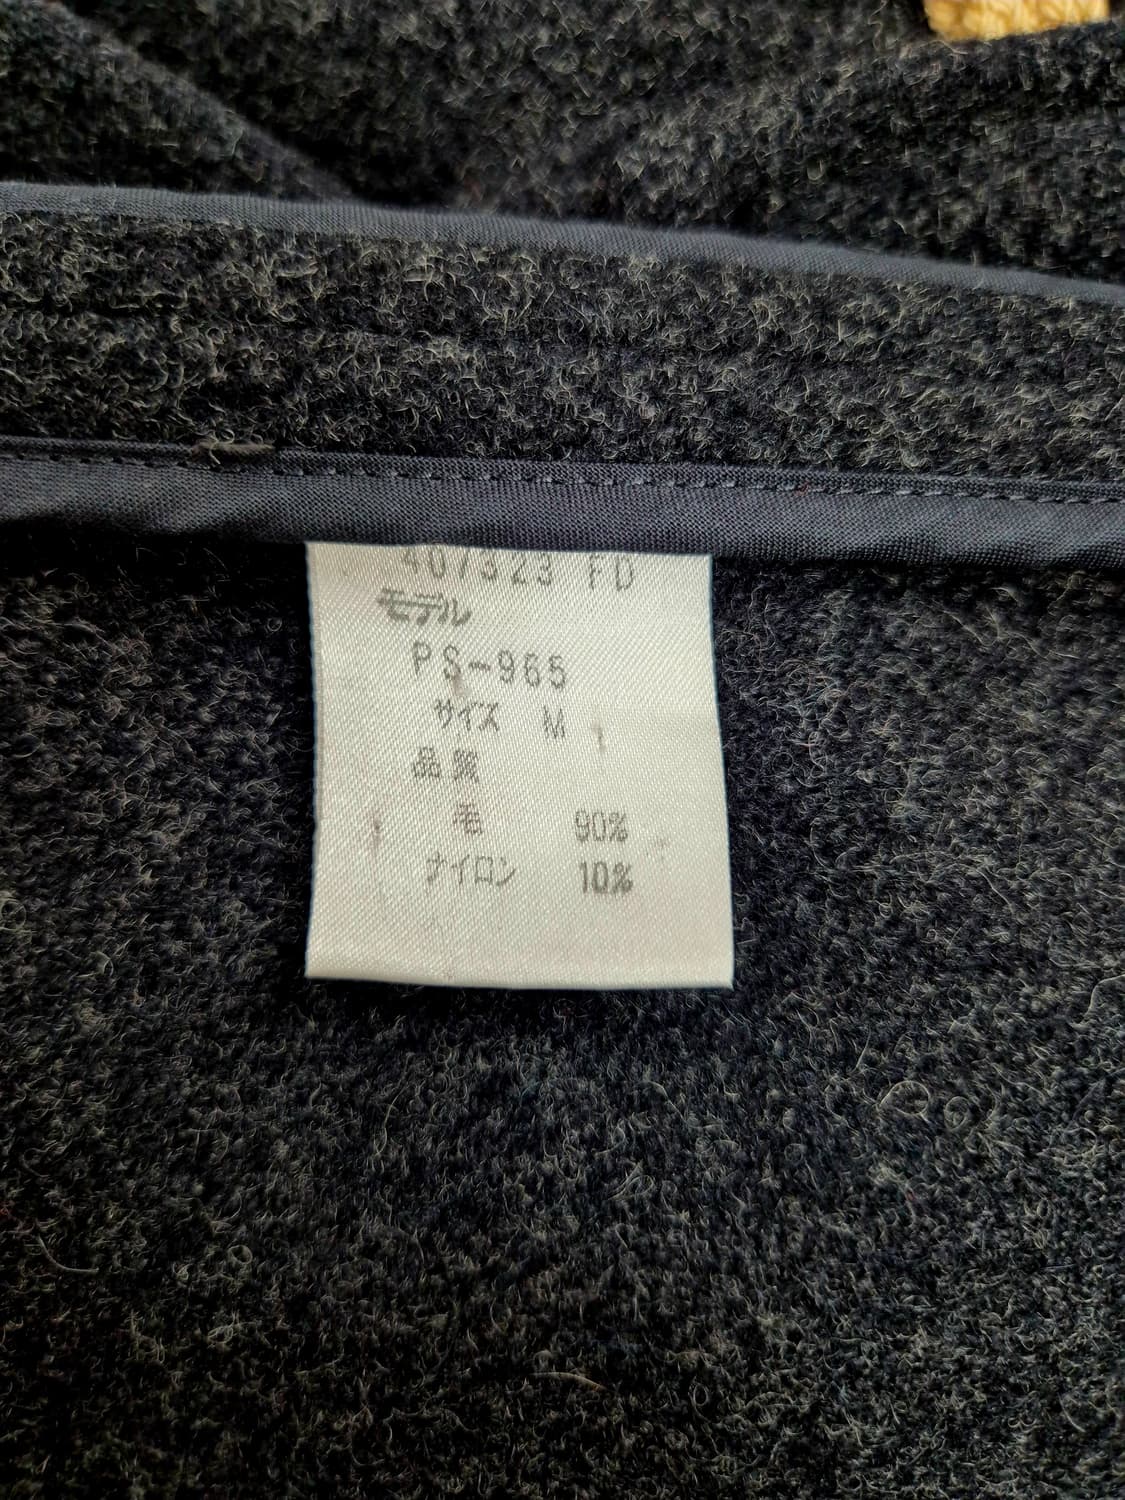 407323 FD
モデル
PS-965
サイズ M
品質
毛 90%
ナイロン 10%